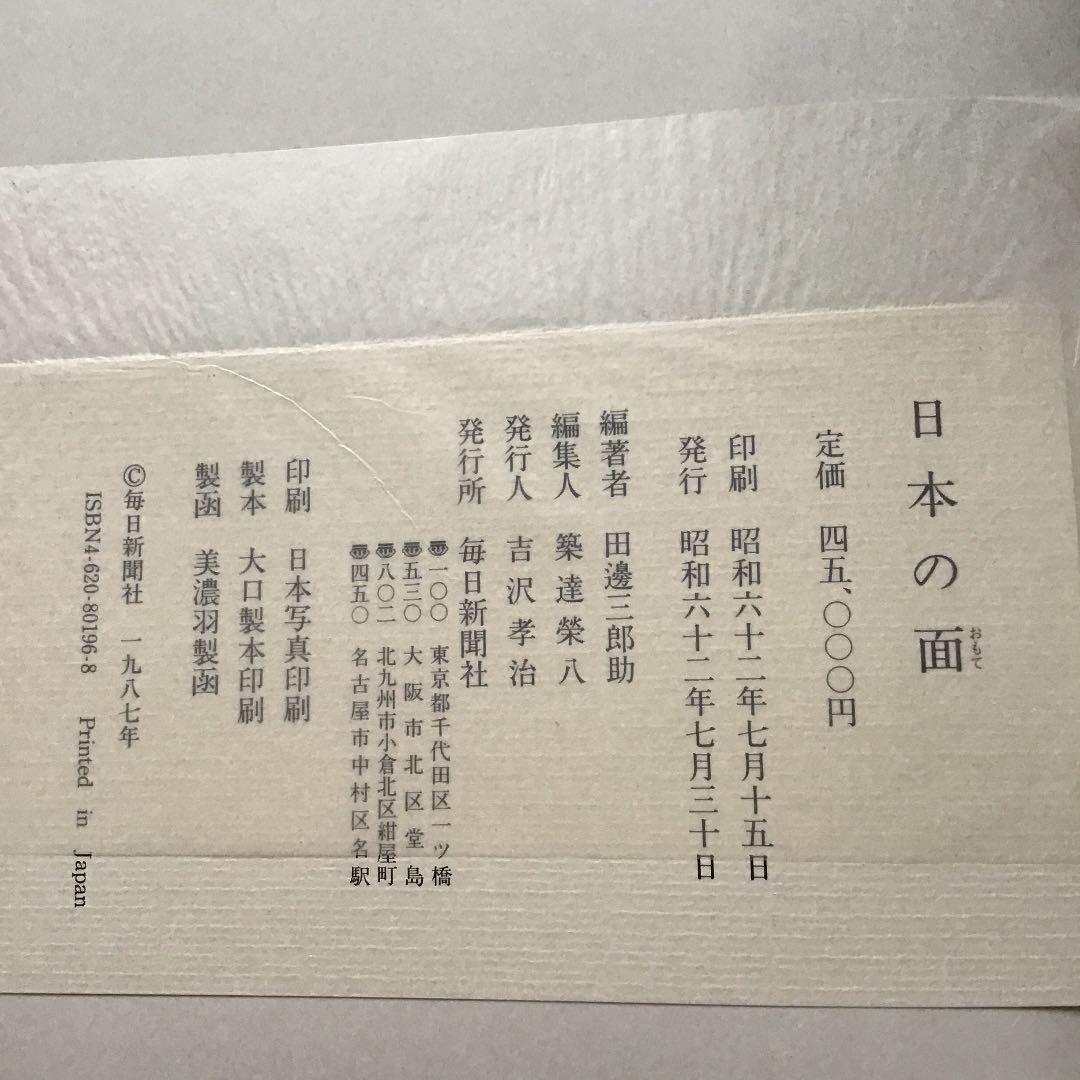 日本の面
おもて
定価 四五、〇〇〇円
印刷 昭和六十二年七月十五日
発行 昭和六十二年七月三十日
編著者 田邊三郎助
編集人 築達榮八
発行人 吉沢孝治
発行所 毎日新聞社
〠一〇〇 東京都千代田区一ツ橋
〠五三〇 大阪市北区堂島
〠八〇二 北九州市小倉北区紺屋町
〠四五〇 名古屋市中村区名駅
印刷 日本写真印刷
製本 大口製本印刷
製函 美濃羽製函
©毎日新聞社 一九八七年
ISBN4-620-80196-8 Printed in Japan